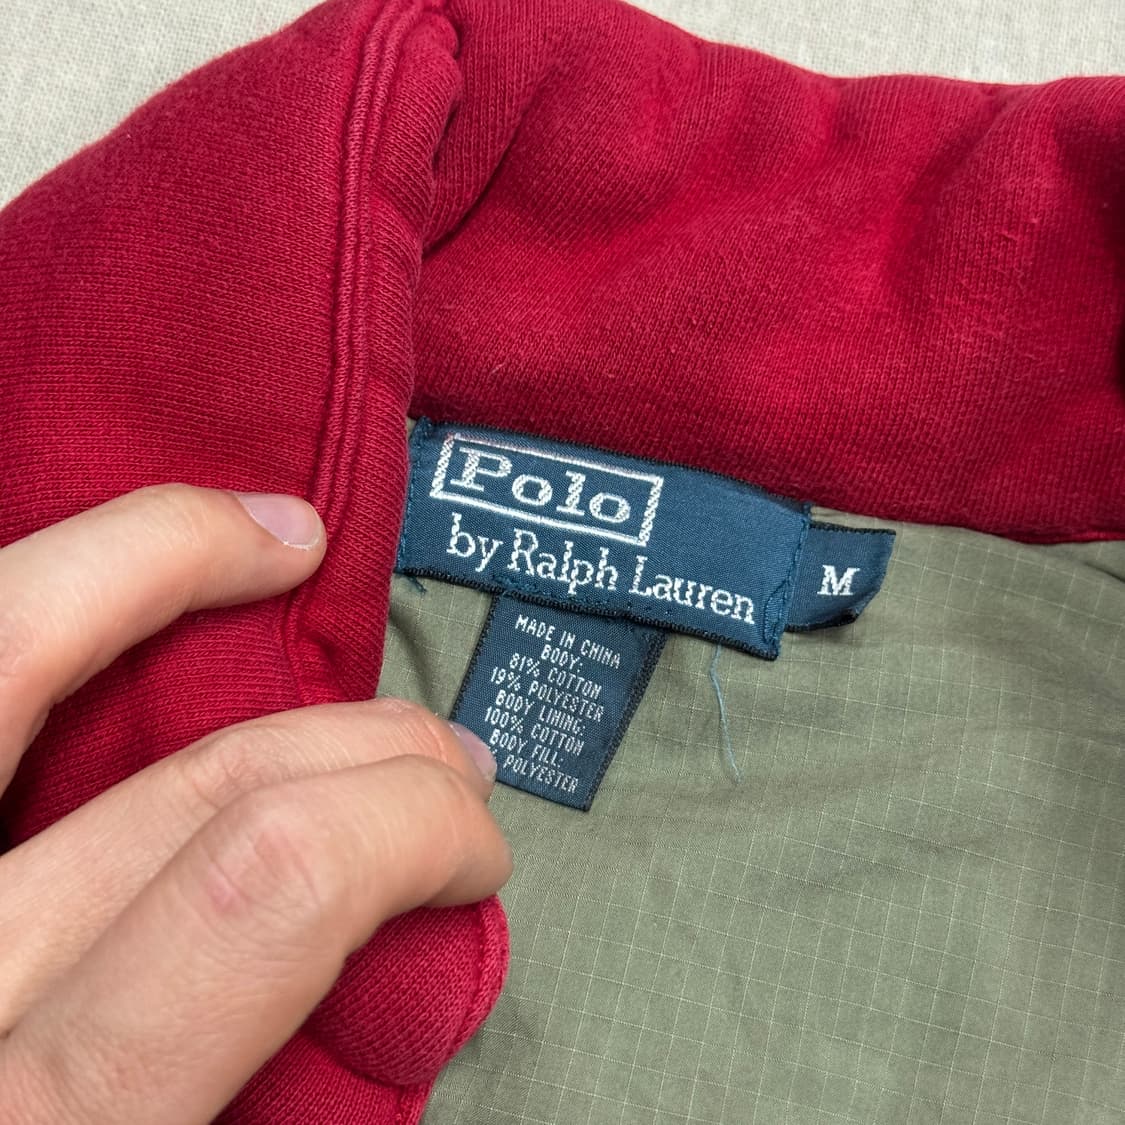 Polo
by Ralph Lauren
M
MADE IN CHINA
BODY:
81% COTTON
19% POLYESTER
BODY LINING:
100% COTTON
BODY FILL:
% POLYESTER